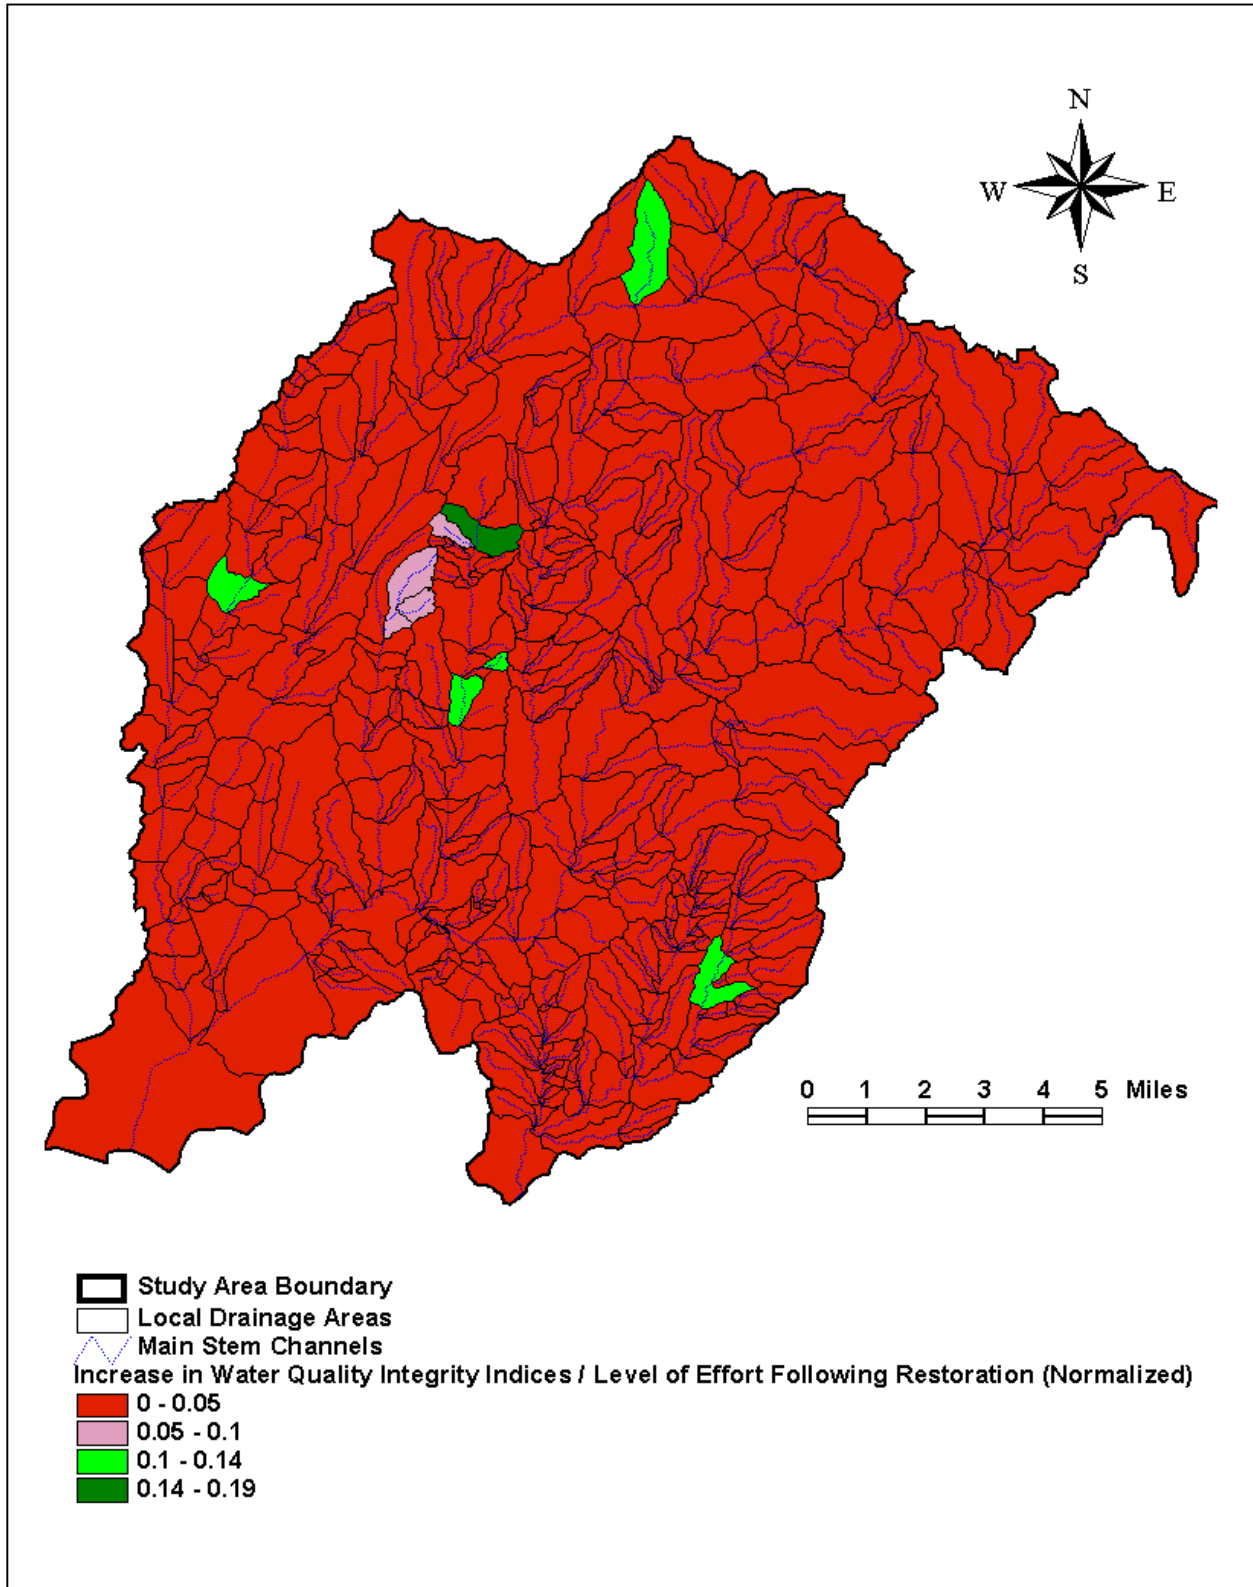 N
W E
S
0 1 2 3 4 5 Miles
Study Area Boundary
Local Drainage Areas
Main Stem Channels
Increase in Water Quality Integrity Indices / Level of Effort Following Restoration (Normalized)
0 - 0.05
0.05 - 0.1
0.1 - 0.14
0.14 - 0.19